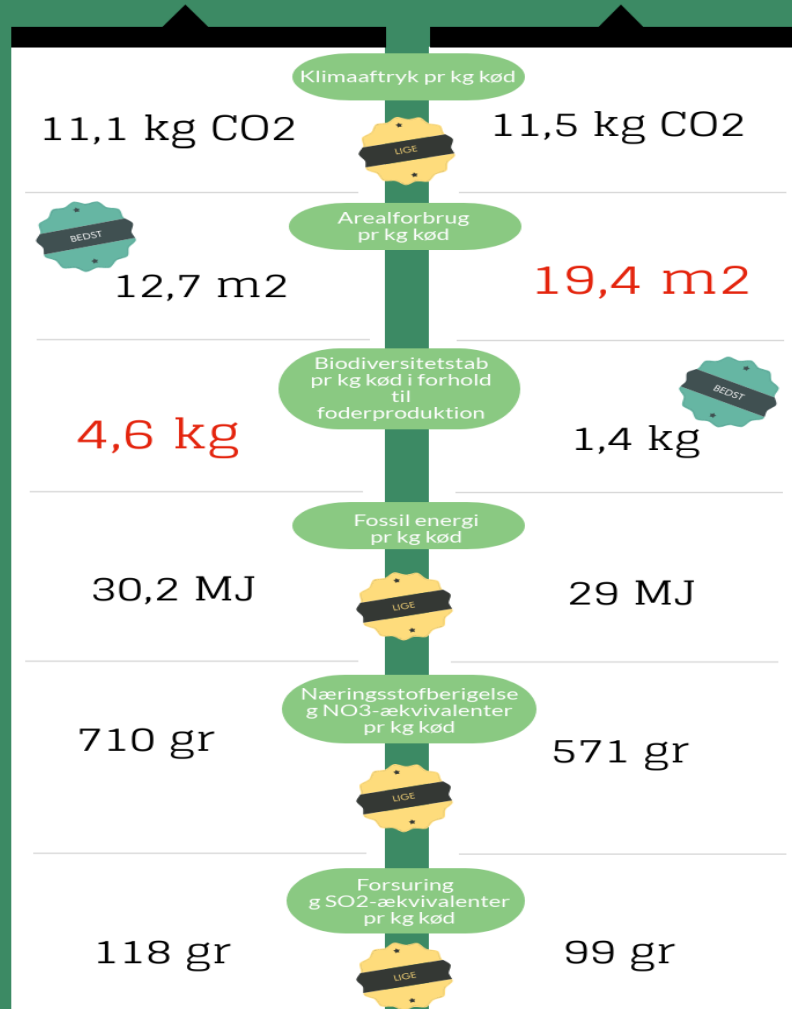 Klimaaftryk pr kg kød
11,1 kg CO2
LIGE
11,5 kg CO2
Arealforbrug
pr kg kød
BEDST
12,7 m2
19,4 m2
Biodiversitetstab
pr kg kød i forhold
til
foderproduktion
4,6 kg
BEDST
1,4 kg
Fossil energi
pr kg kød
30,2 MJ
LIGE
29 MJ
Næringsstofberigelse
g NO3-ækvivalenter
pr kg kød
710 gr
LIGE
571 gr
Forsuring
g SO2-ækvivalenter
pr kg kød
118 gr
LIGE
99 gr